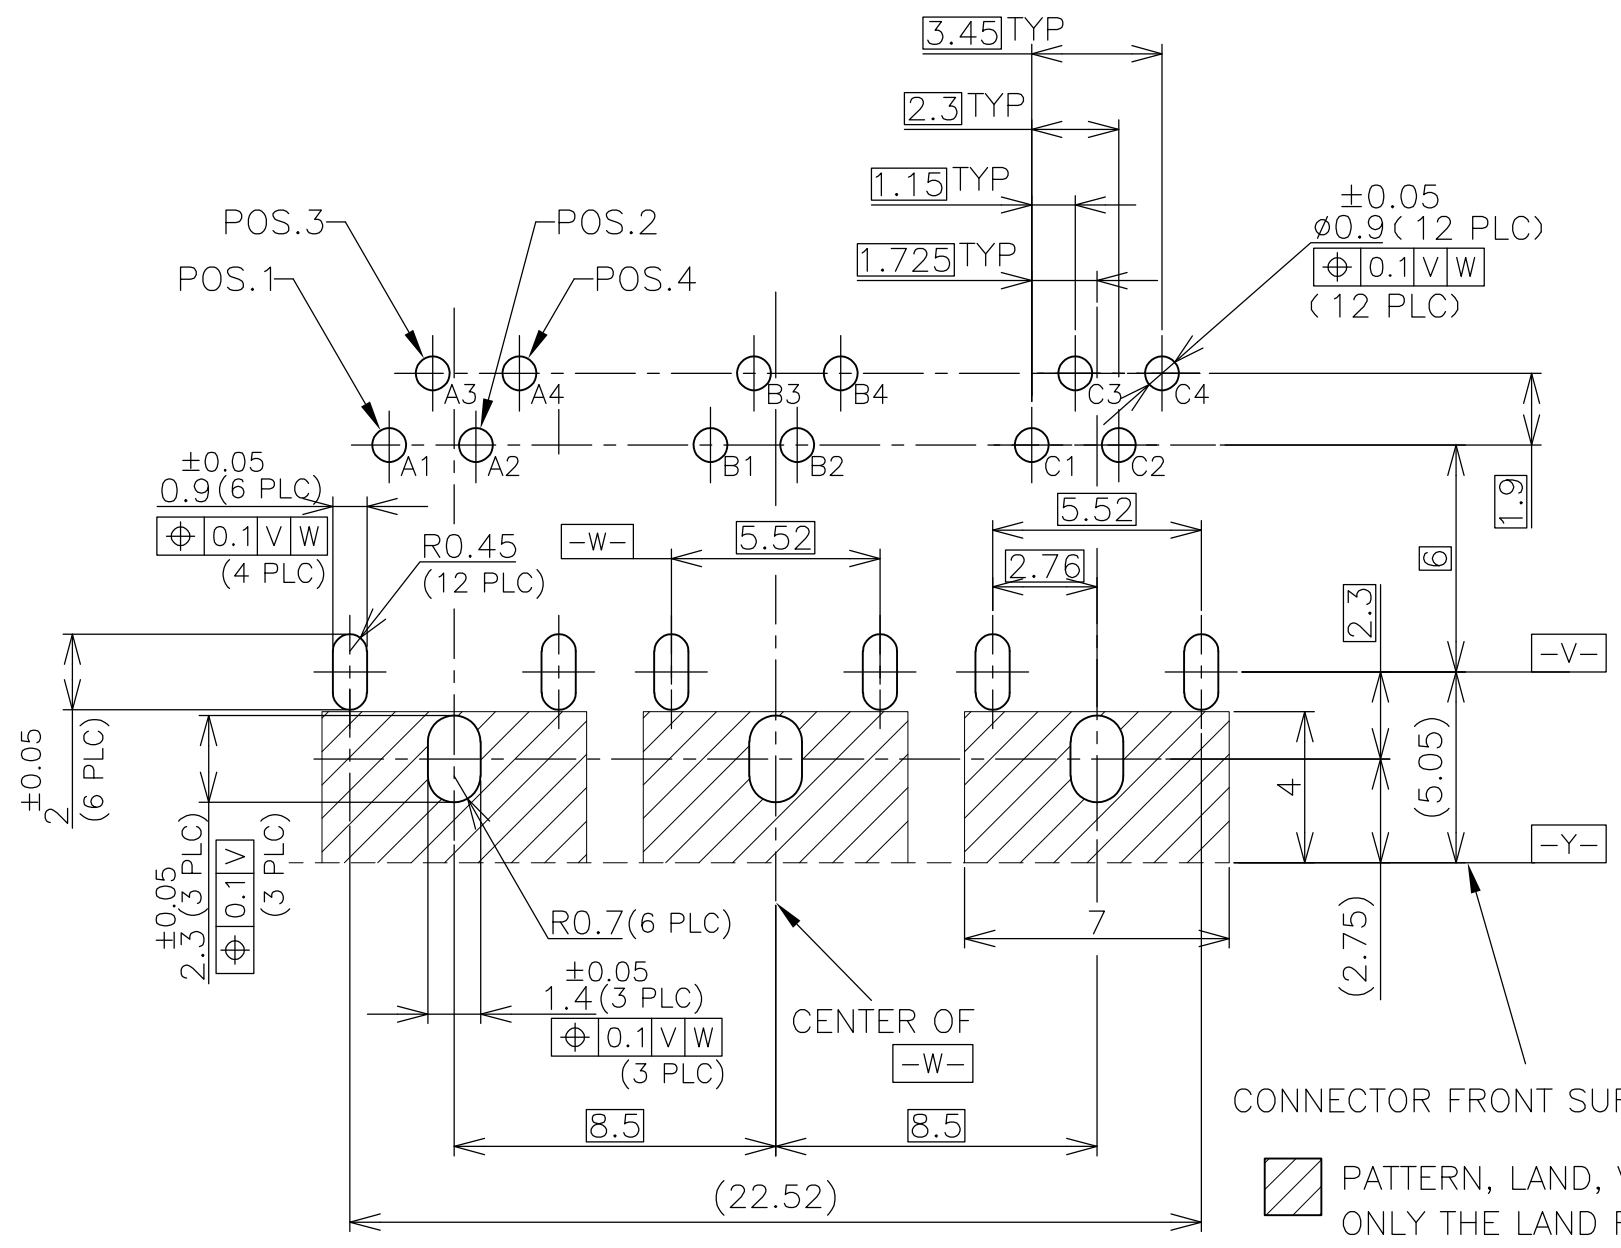 3.45 TYP
2.3 TYP
1.15 TYP
1.725 TYP
±0.05
ø0.9 (12 PLC)
⌖ 0.1 V W
(12 PLC)
POS.3
POS.2
POS.1
POS.4
A3
A4
B3
B4
C3
C4
A1
A2
B1
B2
C1
C2
1.9
±0.05
0.9 (6 PLC)
⌖ 0.1 V W
(4 PLC)
R0.45
(12 PLC)
-W-
5.52
5.52
2.76
6
2.3
-V-
±0.05
2
(6 PLC)
±0.05
2.3 (3 PLC)
⌖ 0.1 V
(3 PLC)
4
(5.05)
-Y-
R0.7 (6 PLC)
7
(2.75)
±0.05
1.4 (3 PLC)
⌖ 0.1 V W
(3 PLC)
CENTER OF
-W-
CONNECTOR FRONT
8.5
8.5
(22.52)
PATTERN, LAND,
ONLY THE LAND